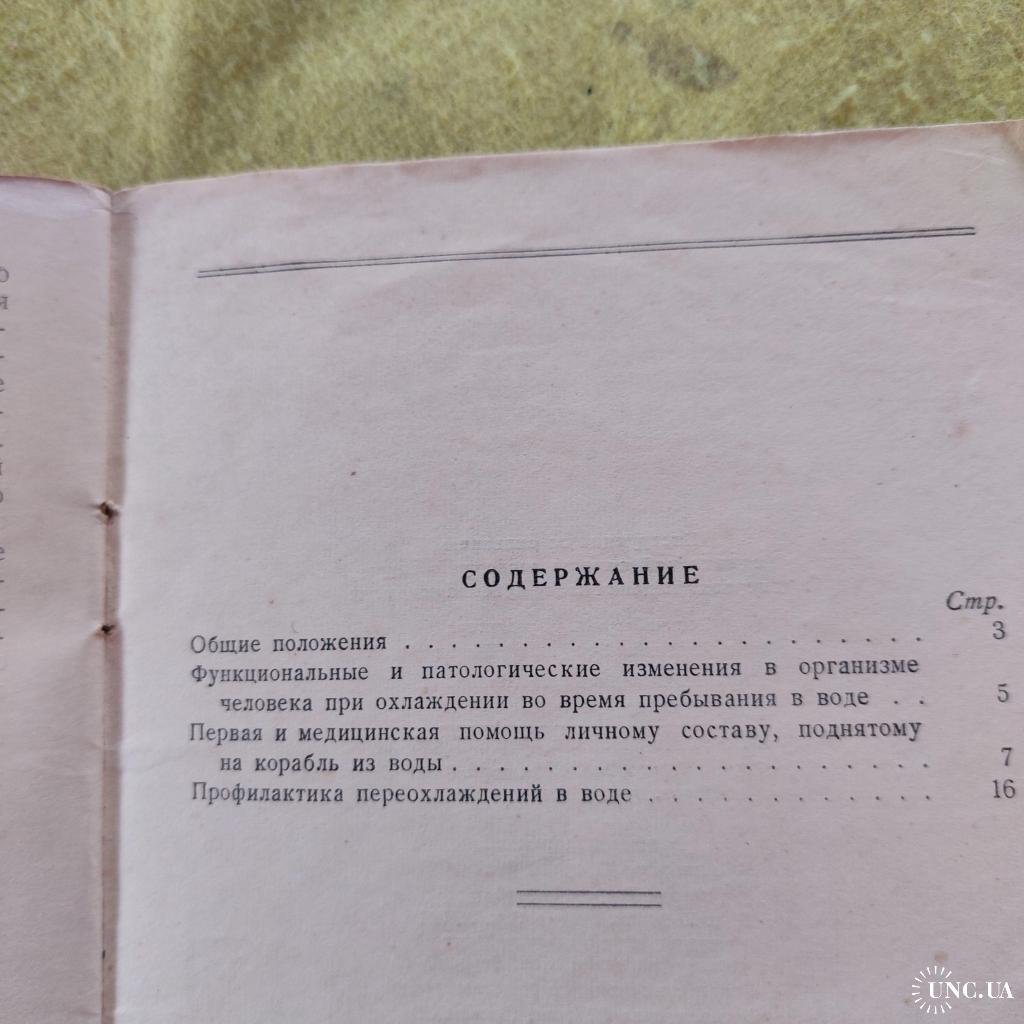 СОДЕРЖАНИЕ
Стр.
Общие положения . . . . . . . . . . . . . . . . . . . . 3
Функциональные и патологические изменения в организме
человека при охлаждении во время пребывания в воде . . 5
Первая и медицинская помощь личному составу, поднятому
на корабль из воды . . . . . . . . . . . . . . . . . . 7
Профилактика переохлаждений в воде . . . . . . . . . . . 16
UNC.UA